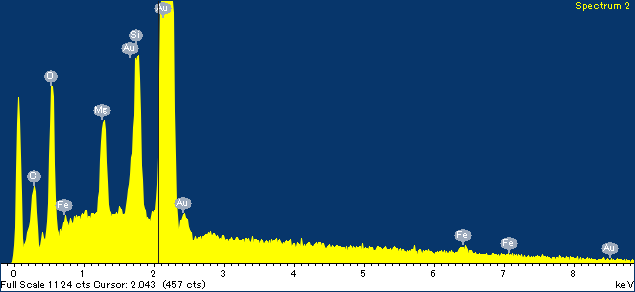 Spectrum 2
Au
Si
Au
O
Mg
C
Fe
Au
Fe
Fe
Au
0 1 2 3 4 5 6 7 8
Full Scale 1124 cts Cursor: 2.043 (457 cts) keV